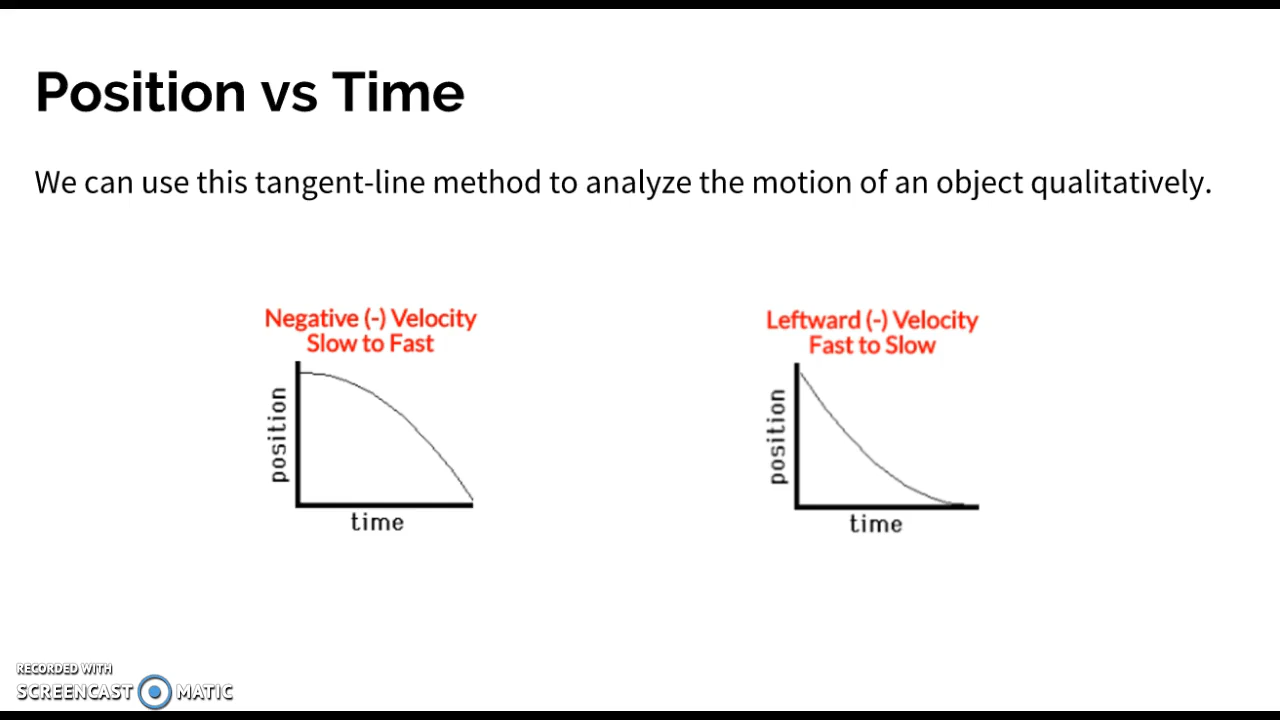 Position vs Time
We can use this tangent-line method to analyze the motion of an object qualitatively.
Negative (-) Velocity
Slow to Fast
position
time
Leftward (-) Velocity
Fast to Slow
position
time
RECORDED WITH
SCREENCAST MATIC